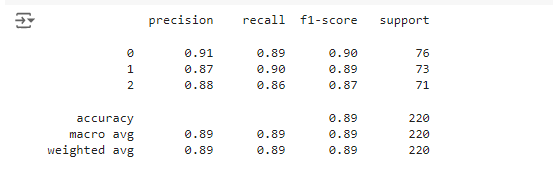 precision recall f1-score support
0 0.91 0.89 0.90 76
1 0.87 0.90 0.89 73
2 0.88 0.86 0.87 71
accuracy 0.89 220
macro avg 0.89 0.89 0.89 220
weighted avg 0.89 0.89 0.89 220